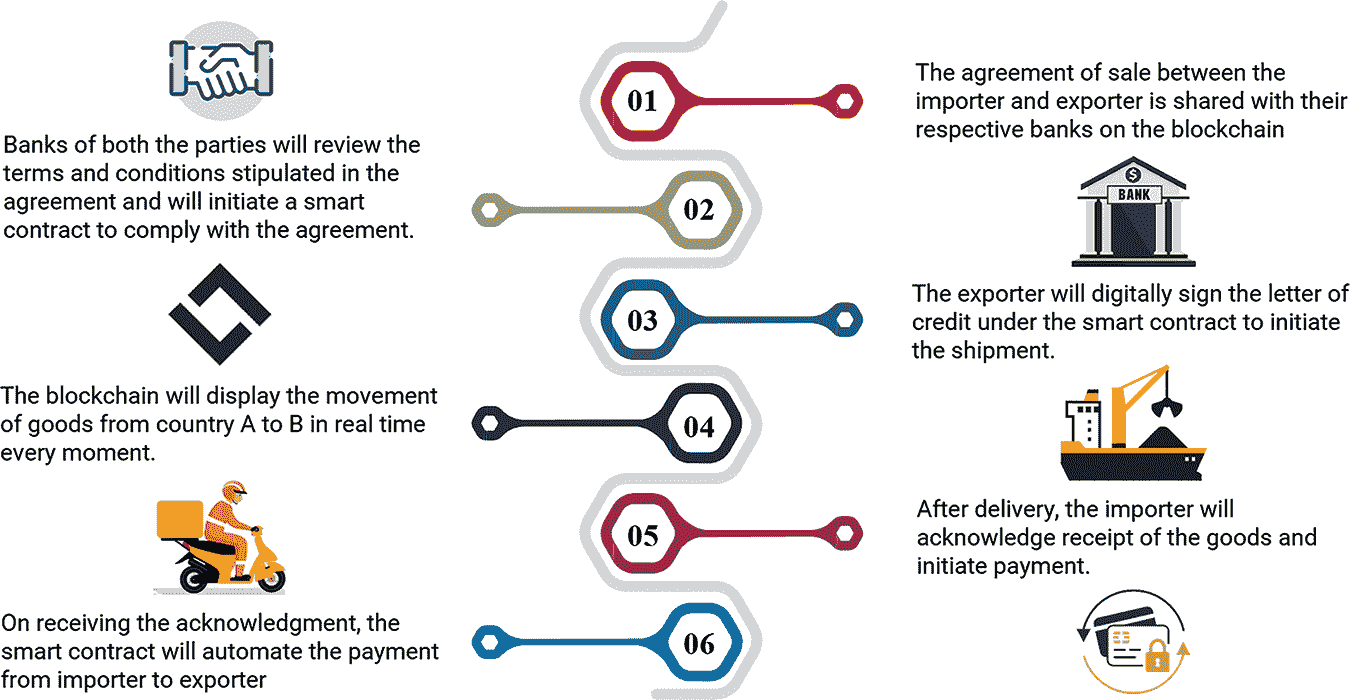 01
The agreement of sale between the
importer and exporter is shared with their
respective banks on the blockchain
$
BANK
Banks of both the parties will review the
terms and conditions stipulated in the
agreement and will initiate a smart
contract to comply with the agreement.
02
03
The exporter will digitally sign the letter of
credit under the smart contract to initiate
the shipment.
The blockchain will display the movement
of goods from country A to B in real time
every moment.
04
05
After delivery, the importer will
acknowledge receipt of the goods and
initiate payment.
On receiving the acknowledgment, the
smart contract will automate the payment
from importer to exporter
06